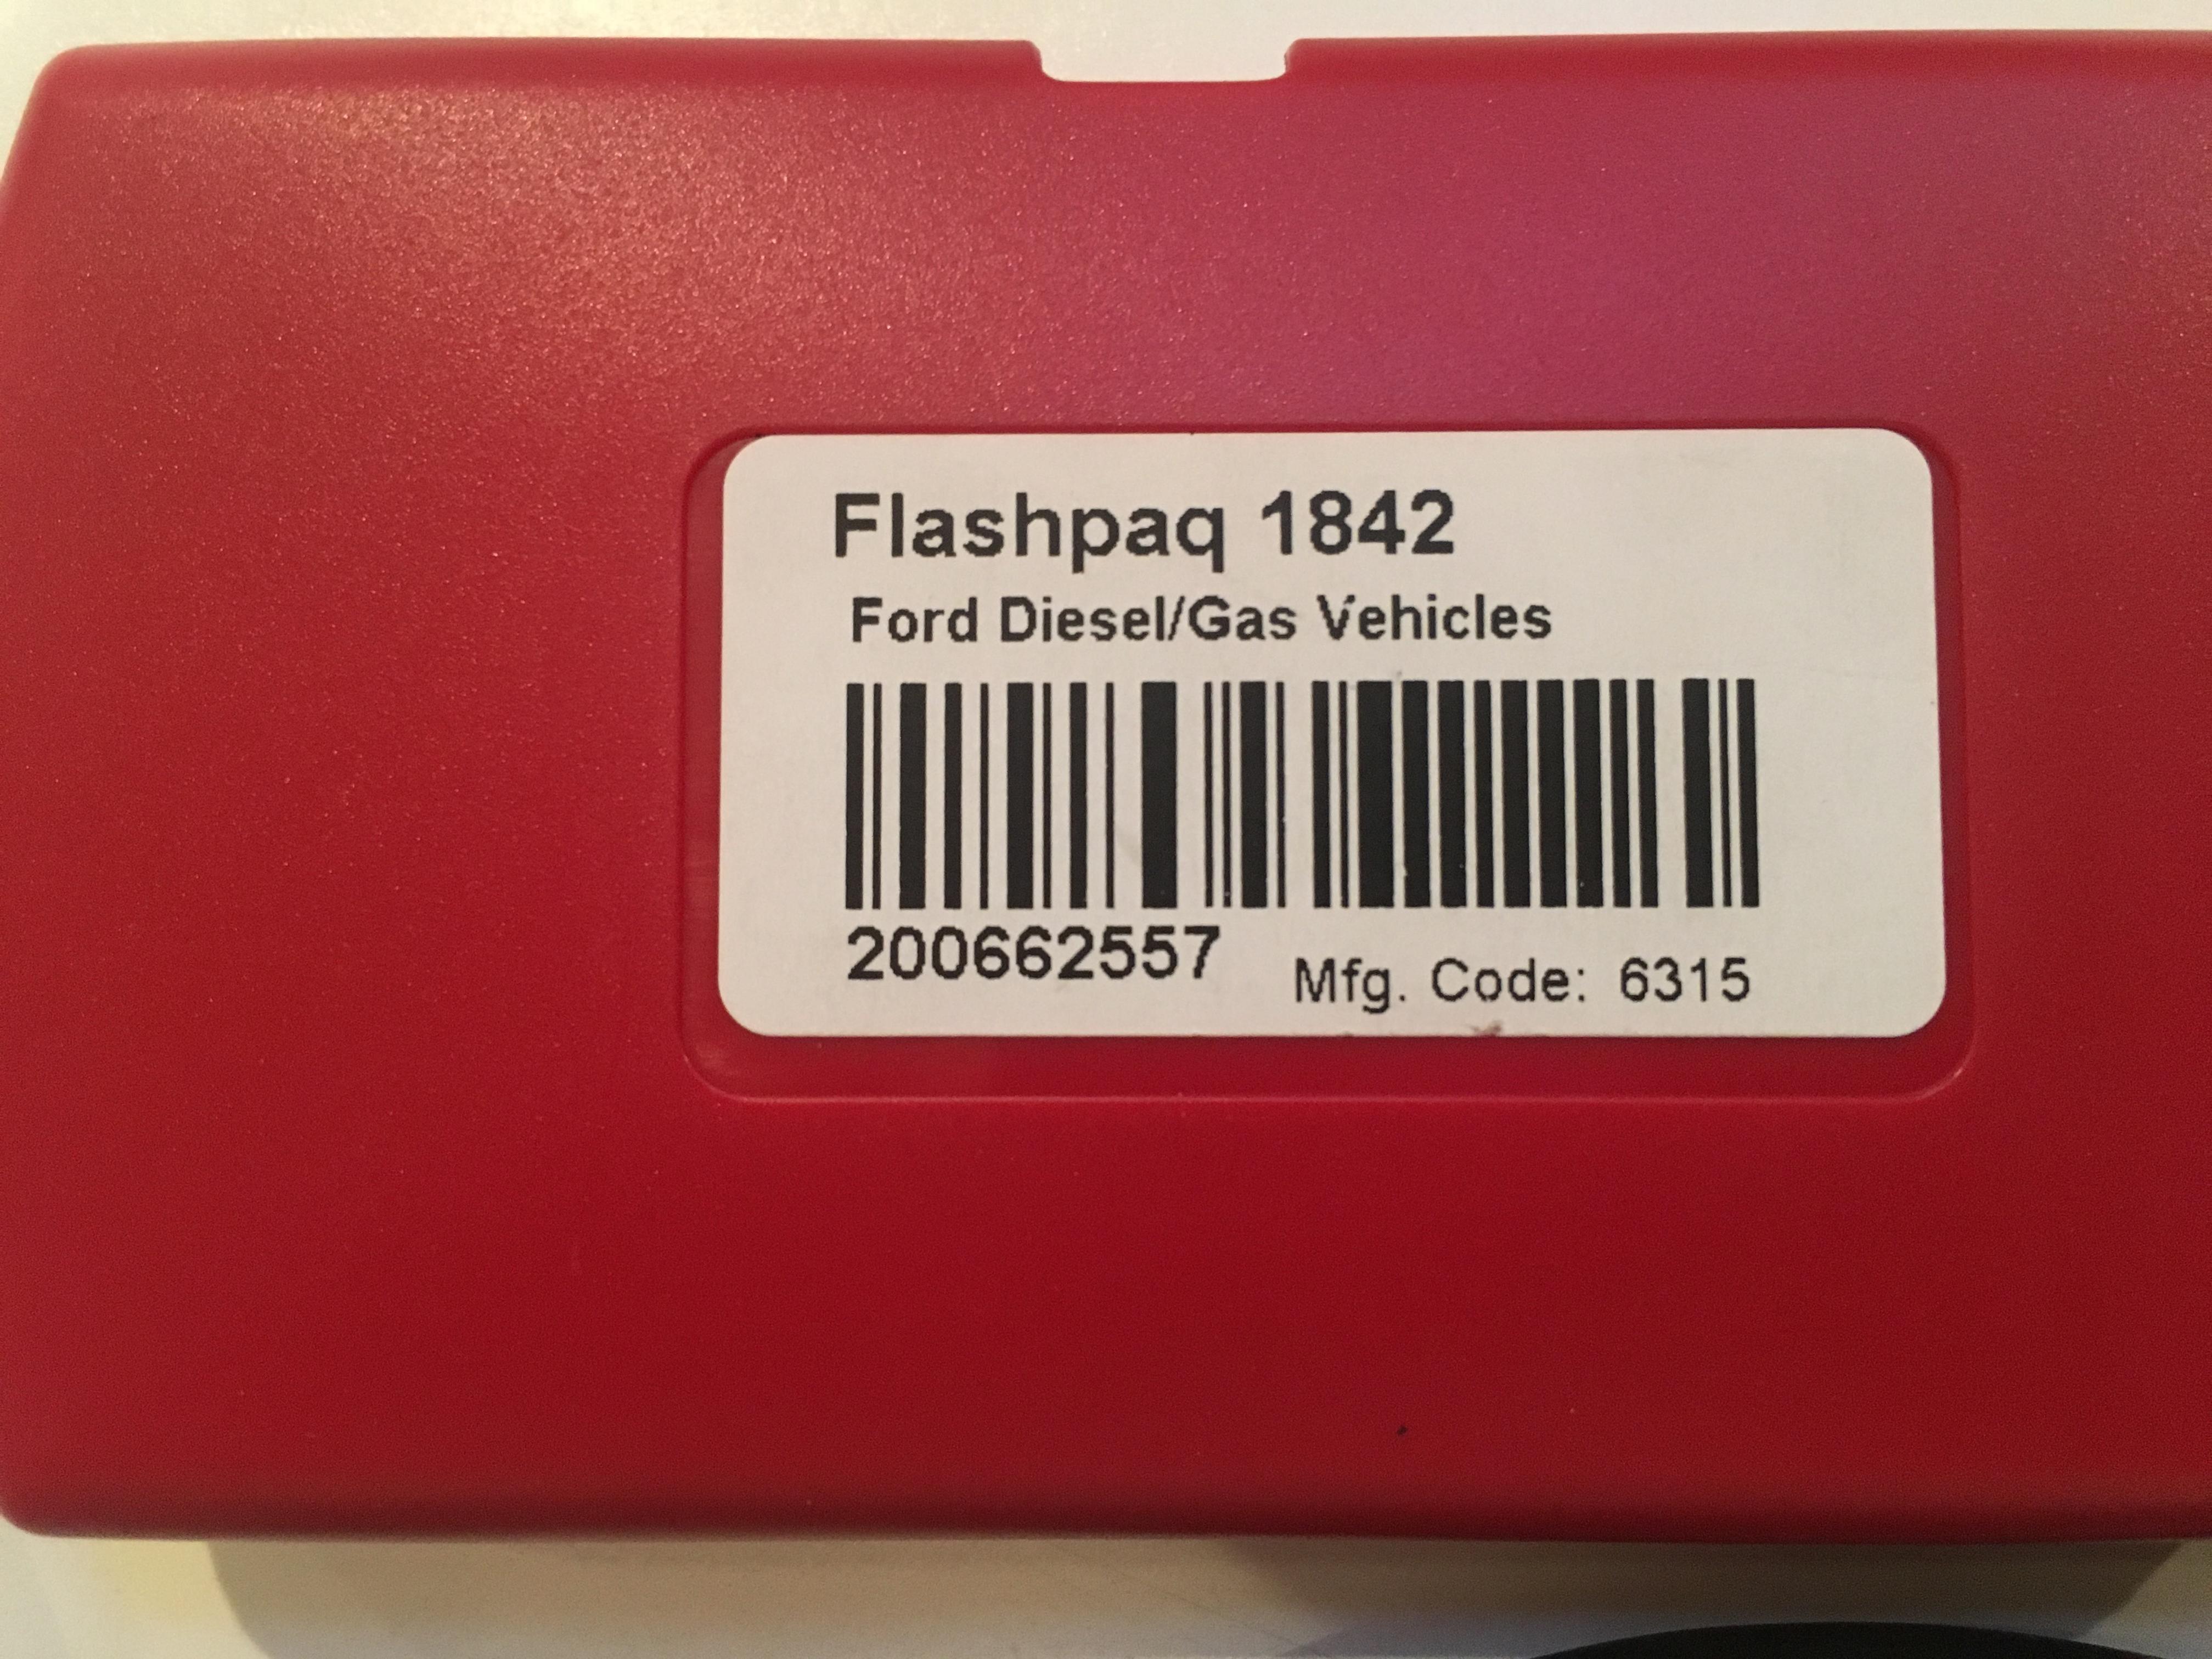 Flashpaq 1842
Ford Diesel/Gas Vehicles
200662557
Mfg. Code: 6315